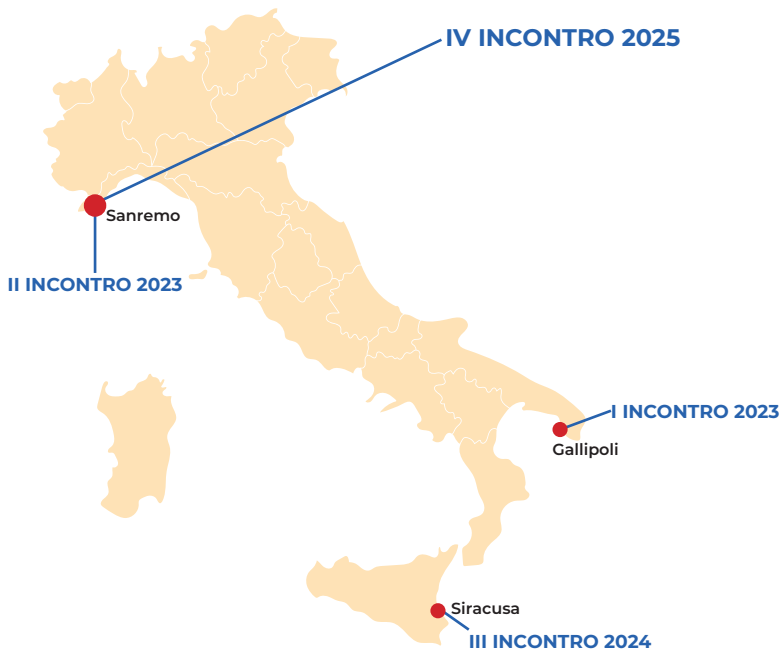 IV INCONTRO 2025
Sanremo
II INCONTRO 2023
I INCONTRO 2023
Gallipoli
Siracusa
III INCONTRO 2024